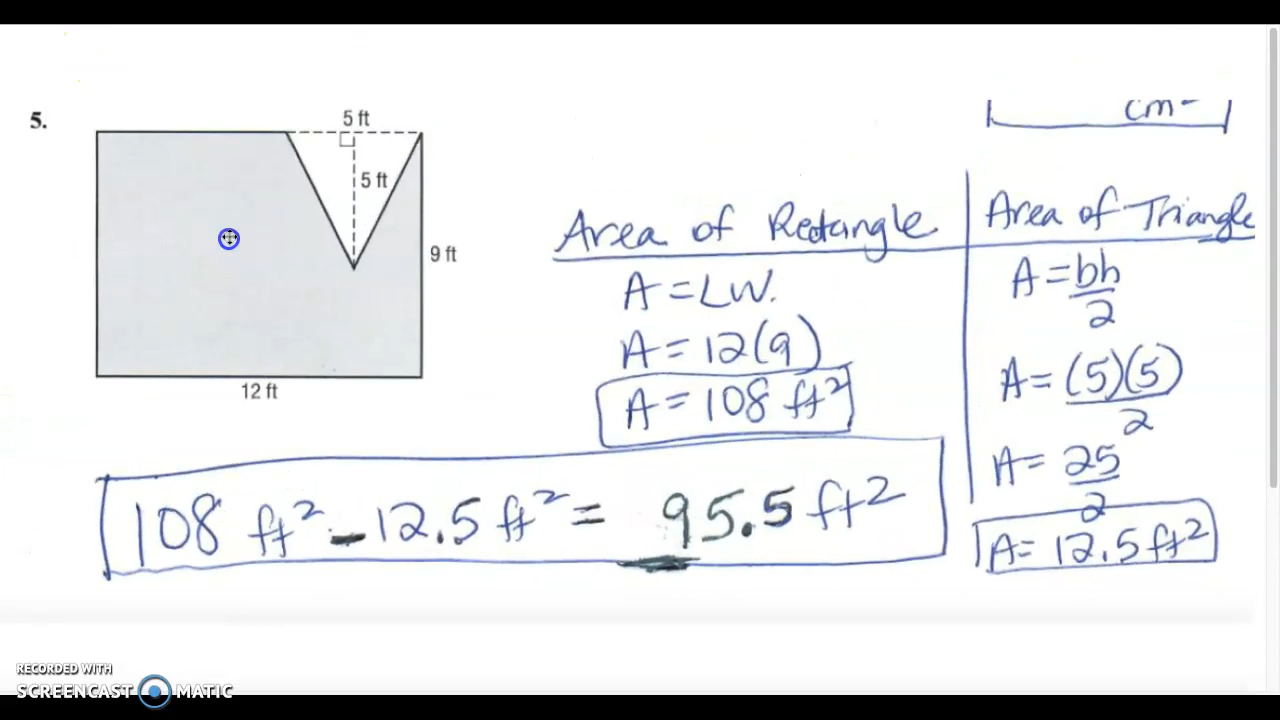 cm²
5.
5 ft
5 ft
9 ft
12 ft
Area of Rectangle
A = LW.
A = 12(9)
A = 108 ft²
Area of Triangle
A = bh/2
A = (5)(5)/2
A = 25/2
A = 12.5 ft²
108 ft² - 12.5 ft² = 95.5 ft²
RECORDED WITH
SCREENCAST MATIC